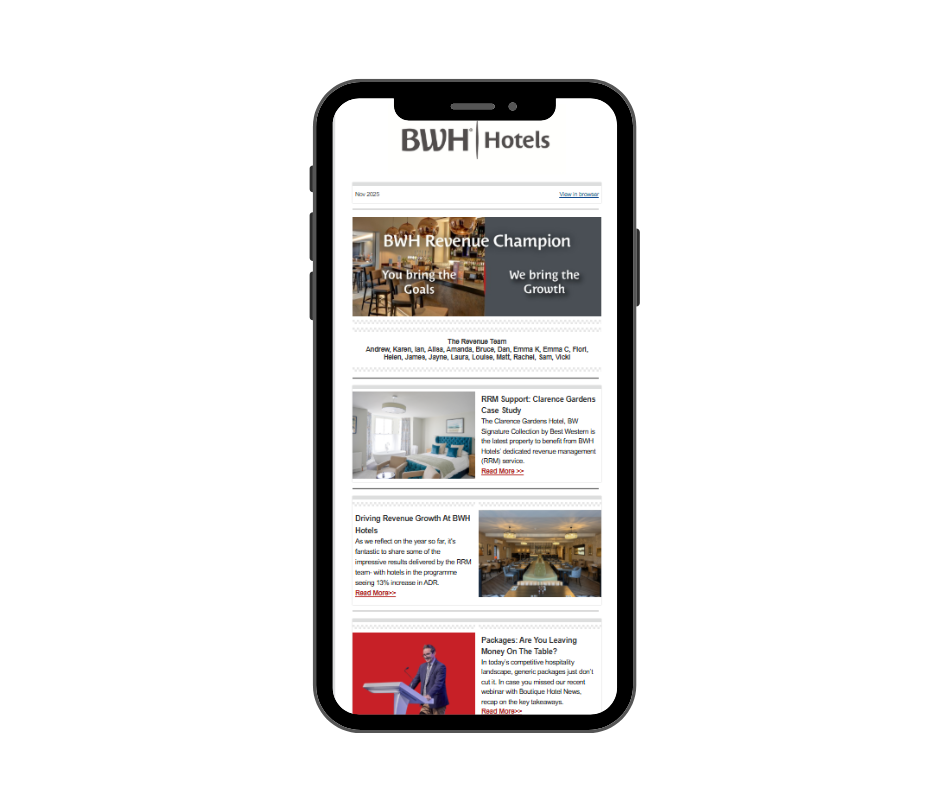 BWH® Hotels
Nov 2025
View in browser
BWH Revenue Champion
You bring the
Goals
We bring the
Growth
The Revenue Team
Andrew, Karen, Ian, Alisa, Amanda, Bruce, Dan, Emma K, Emma C, Flori,
Helen, James, Jayne, Laura, Louise, Matt, Rachel, Sam, Vicki
RRM Support: Clarence Gardens
Case Study
The Clarence Gardens Hotel, BW
Signature Collection by Best Western is
the latest property to benefit from BWH
Hotels' dedicated revenue management
(RRM) service.
Read More >>
Driving Revenue Growth At BWH
Hotels
As we reflect on the year so far, it's
fantastic to share some of the
impressive results delivered by the RRM
team- with hotels in the programme
seeing 13% increase in ADR.
Read More>>
Packages: Are You Leaving
Money On The Table?
In today's competitive hospitality
landscape, generic packages just don't
cut it. In case you missed our recent
webinar with Boutique Hotel News,
recap on the key takeaways.
Read More>>